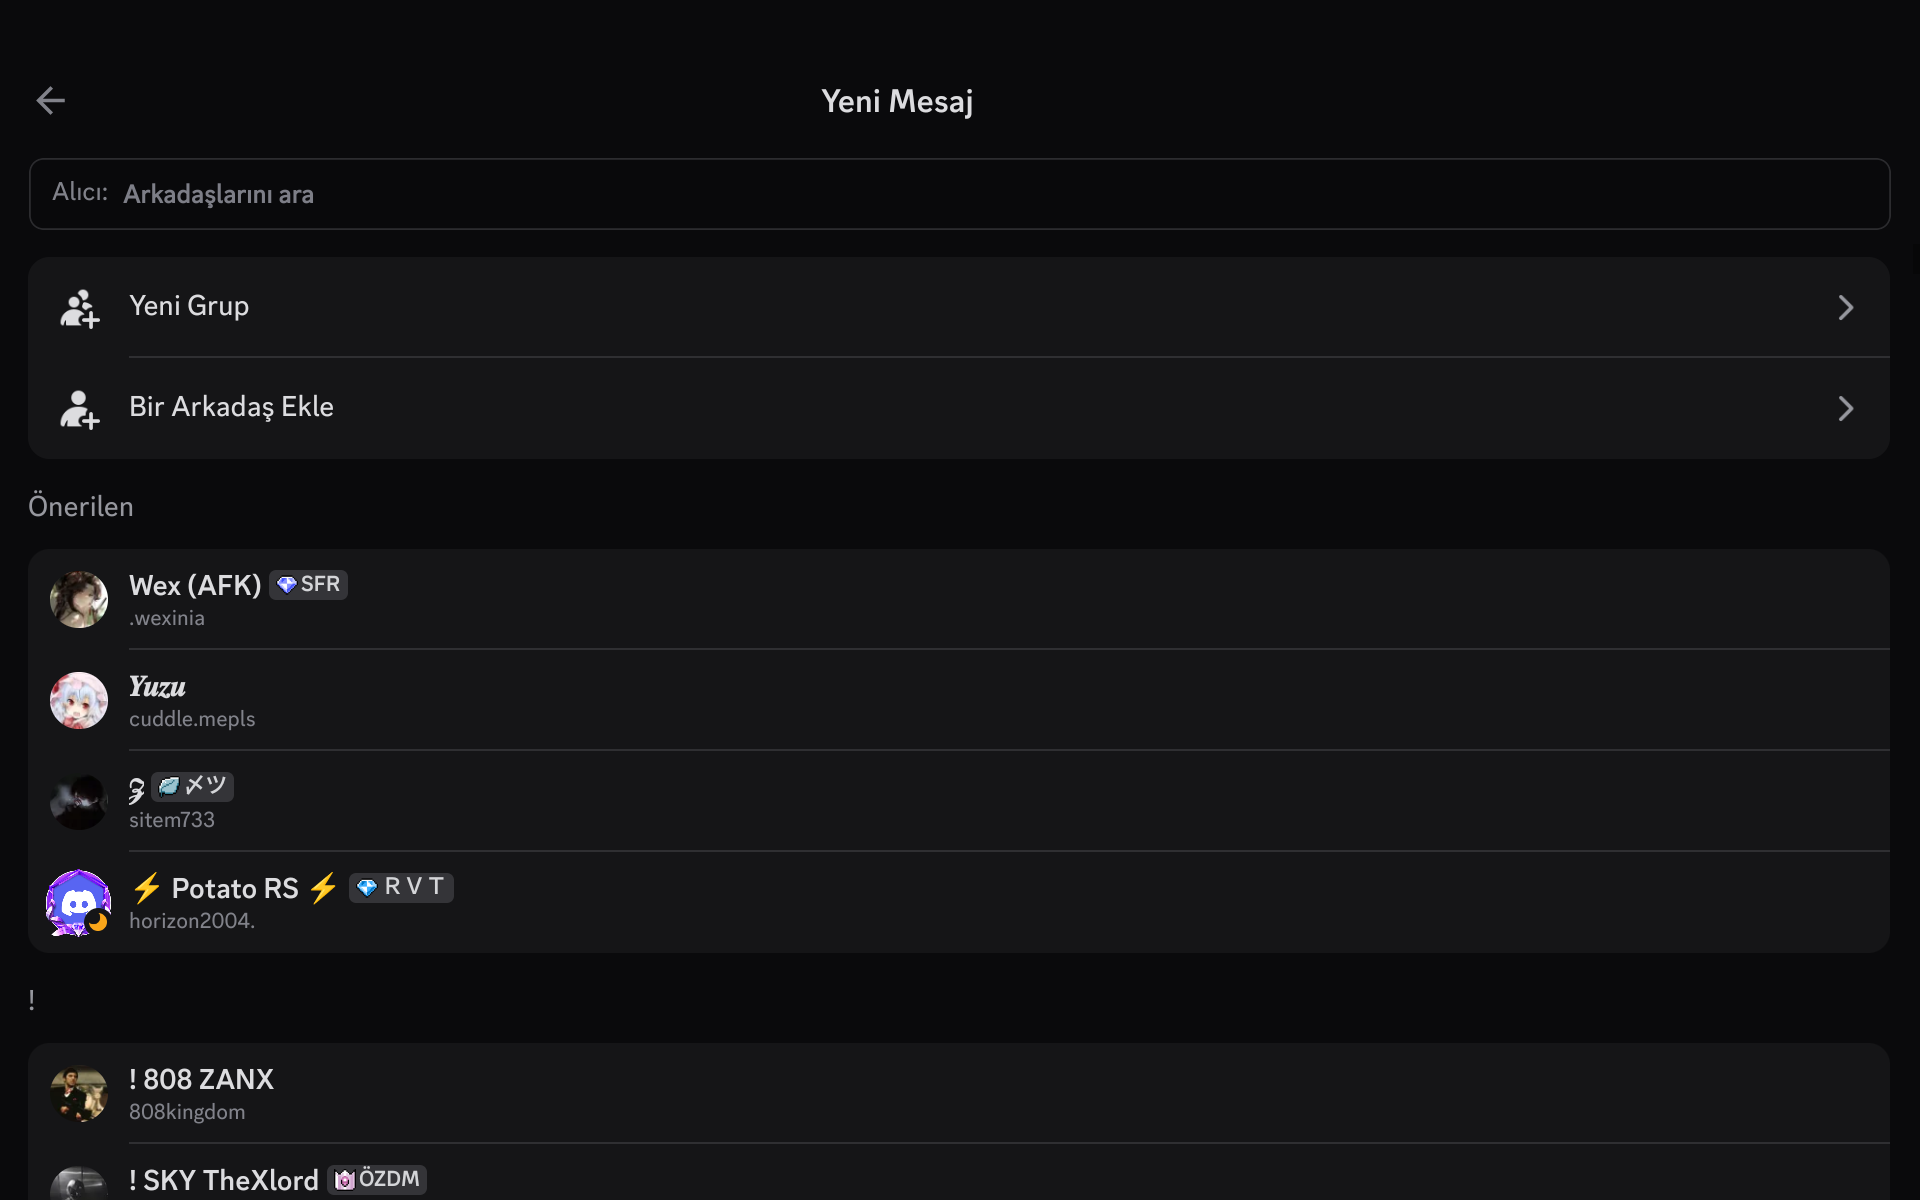 Yeni Mesaj
Alıcı: Arkadaşlarını ara
Yeni Grup
Bir Arkadaş Ekle
Önerilen
Wex (AFK) 💎 SFR
.wexinia
𝒀𝒖𝒛𝒖
cuddle.mepls
𝔷 〆ツ
sitem733
⚡ Potato RS ⚡ 💎 R V T
horizon2004.
!
! 808 ZANX
808kingdom
! SKY TheXlord ÖZDM